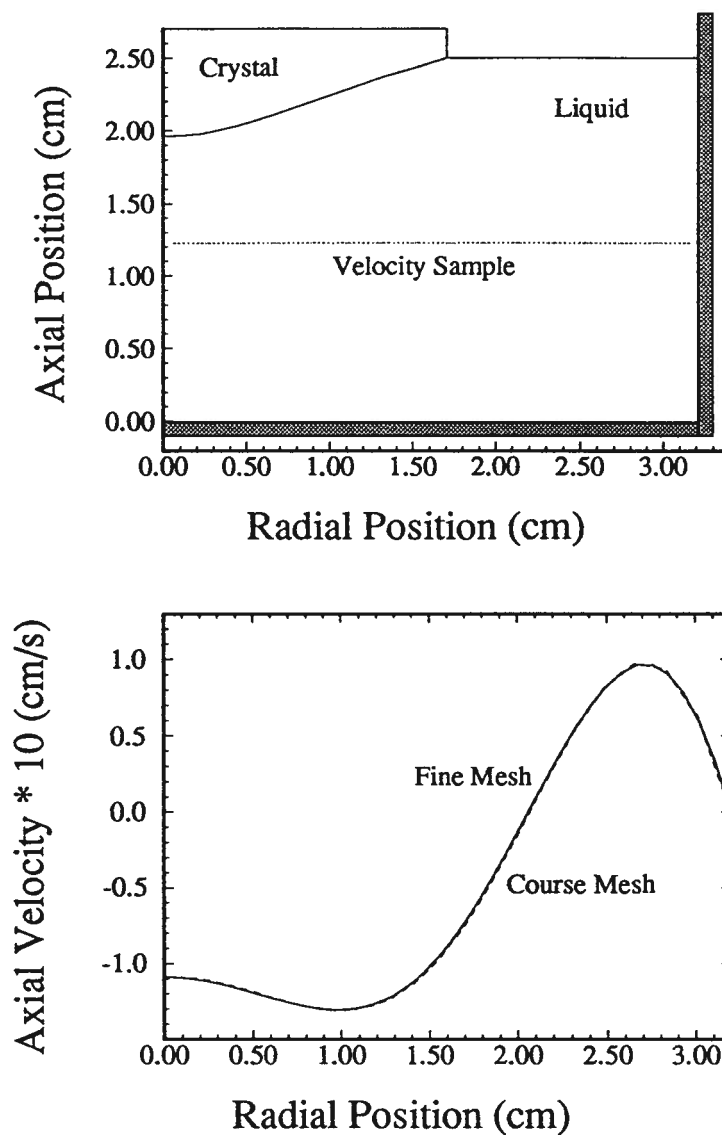 2.50
Crystal
Liquid
2.00
1.50
Velocity Sample
1.00
0.50
0.00
Axial Position (cm)
0.00 0.50 1.00 1.50 2.00 2.50 3.00
Radial Position (cm)
1.0
0.5
Fine Mesh
0.0
-0.5
Course Mesh
-1.0
Axial Velocity * 10 (cm/s)
0.00 0.50 1.00 1.50 2.00 2.50 3.00
Radial Position (cm)